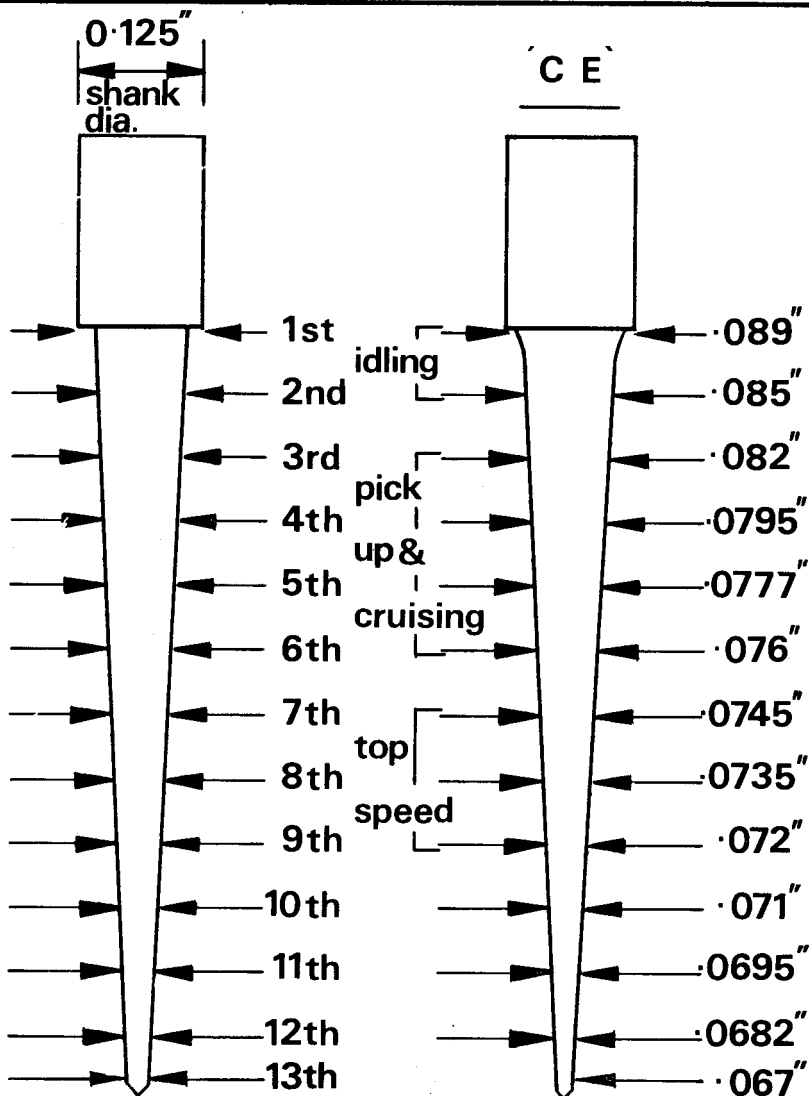 0·125"
shank
dia.
'C E'
1st
idling
·089"
2nd
·085"
3rd
·082"
pick
4th
·0795"
up &
5th
·0777"
cruising
6th
·076"
7th
·0745"
top
8th
·0735"
speed
9th
·072"
10th
·071"
11th
·0695"
12th
·0682"
13th
·067"